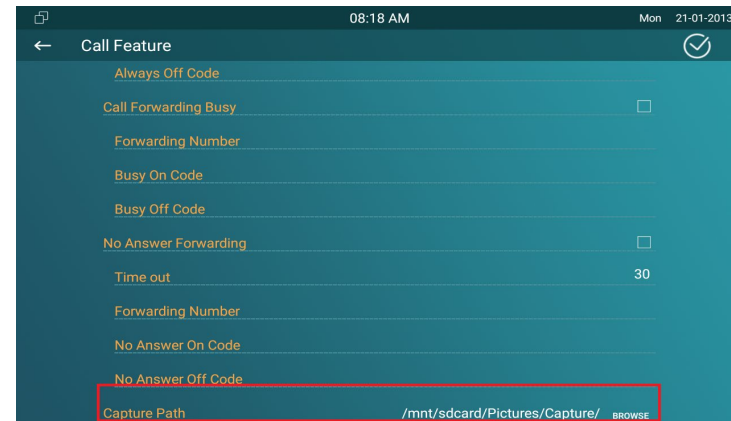 08:18 AM Mon 21-01-2013
Call Feature
Always Off Code
Call Forwarding Busy
Forwarding Number
Busy On Code
Busy Off Code
No Answer Forwarding
Time out 30
Forwarding Number
No Answer On Code
No Answer Off Code
Capture Path /mnt/sdcard/Pictures/Capture/ BROWSE